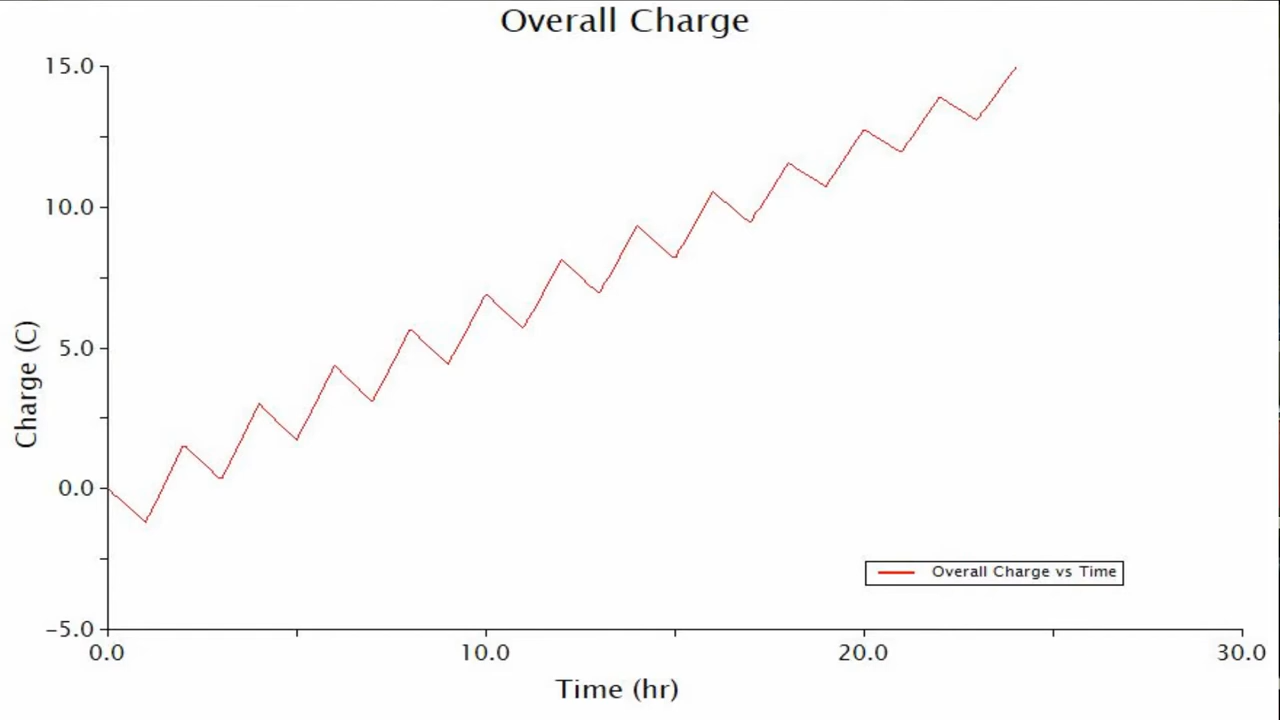 Overall Charge
15.0
10.0
5.0
0.0
−5.0
Charge (C)
0.0 10.0 20.0 30.0
Time (hr)
Overall Charge vs Time